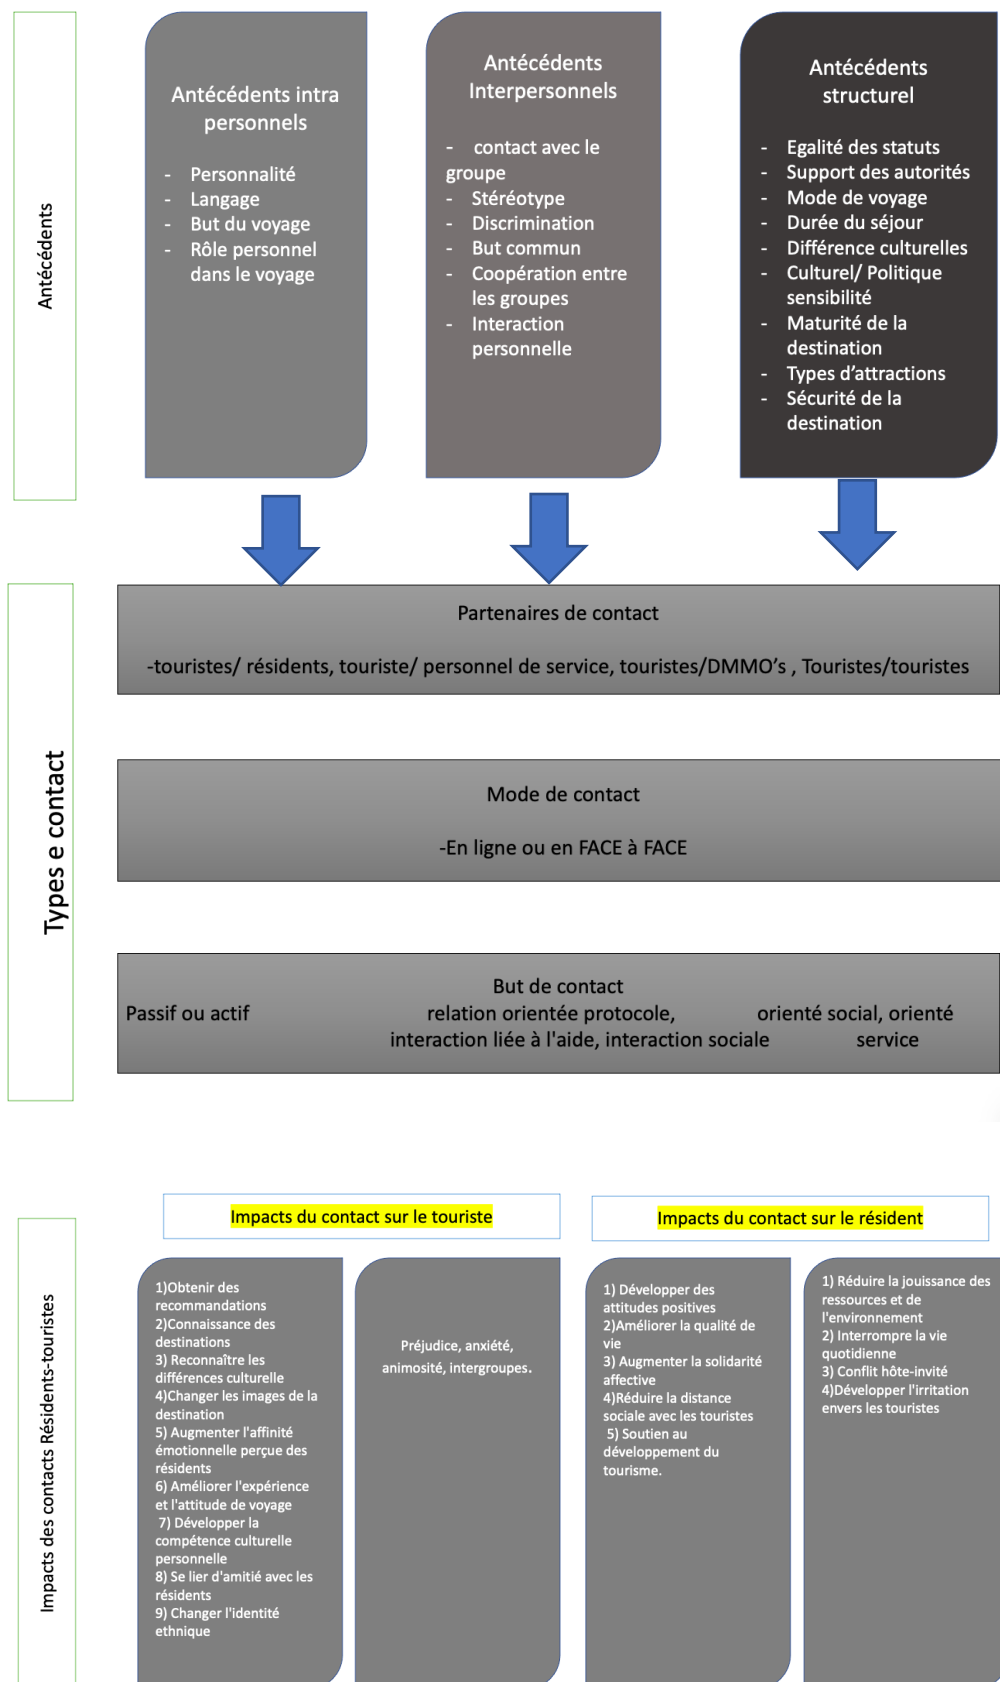 Antécédents
Antécédents intra
personnels
- Personnalité
- Langage
- But du voyage
- Rôle personnel
dans le voyage
Antécédents
Interpersonnels
- contact avec le
groupe
- Stéréotype
- Discrimination
- But commun
- Coopération entre
les groupes
- Interaction
personnelle
Antécédents
structurel
- Egalité des statuts
- Support des autorités
- Mode de voyage
- Durée du séjour
- Différence culturelles
- Culturel/ Politique
sensibilité
- Maturité de la
destination
- Types d’attractions
- Sécurité de la
destination
Types e contact
Partenaires de contact
-touristes/ résidents, touriste/ personnel de service, touristes/DMMO’s , Touristes/touristes
Mode de contact
-En ligne ou en FACE à FACE
But de contact
Passif ou actif
relation orientée protocole,
interaction liée à l'aide, interaction sociale
orienté social, orienté
service
Impacts des contacts Résidents-touristes
Impacts du contact sur le touriste
1)Obtenir des
recommandations
2)Connaissance des
destinations
3) Reconnaître les
différences culturelle
4)Changer les images de la
destination
5) Augmenter l'affinité
émotionnelle perçue des
résidents
6) Améliorer l'expérience
et l'attitude de voyage
7) Développer la
compétence culturelle
personnelle
8) Se lier d'amitié avec les
résidents
9) Changer l'identité
ethnique
Préjudice, anxiété,
animosité, intergroupes.
Impacts du contact sur le résident
1) Développer des
attitudes positives
2)Améliorer la qualité de
vie
3) Augmenter la solidarité
affective
4)Réduire la distance
sociale avec les touristes
5) Soutien au
développement du
tourisme.
1) Réduire la jouissance des
ressources et de
l'environnement
2) Interrompre la vie
quotidienne
3) Conflit hôte-invité
4)Développer l'irritation
envers les touristes